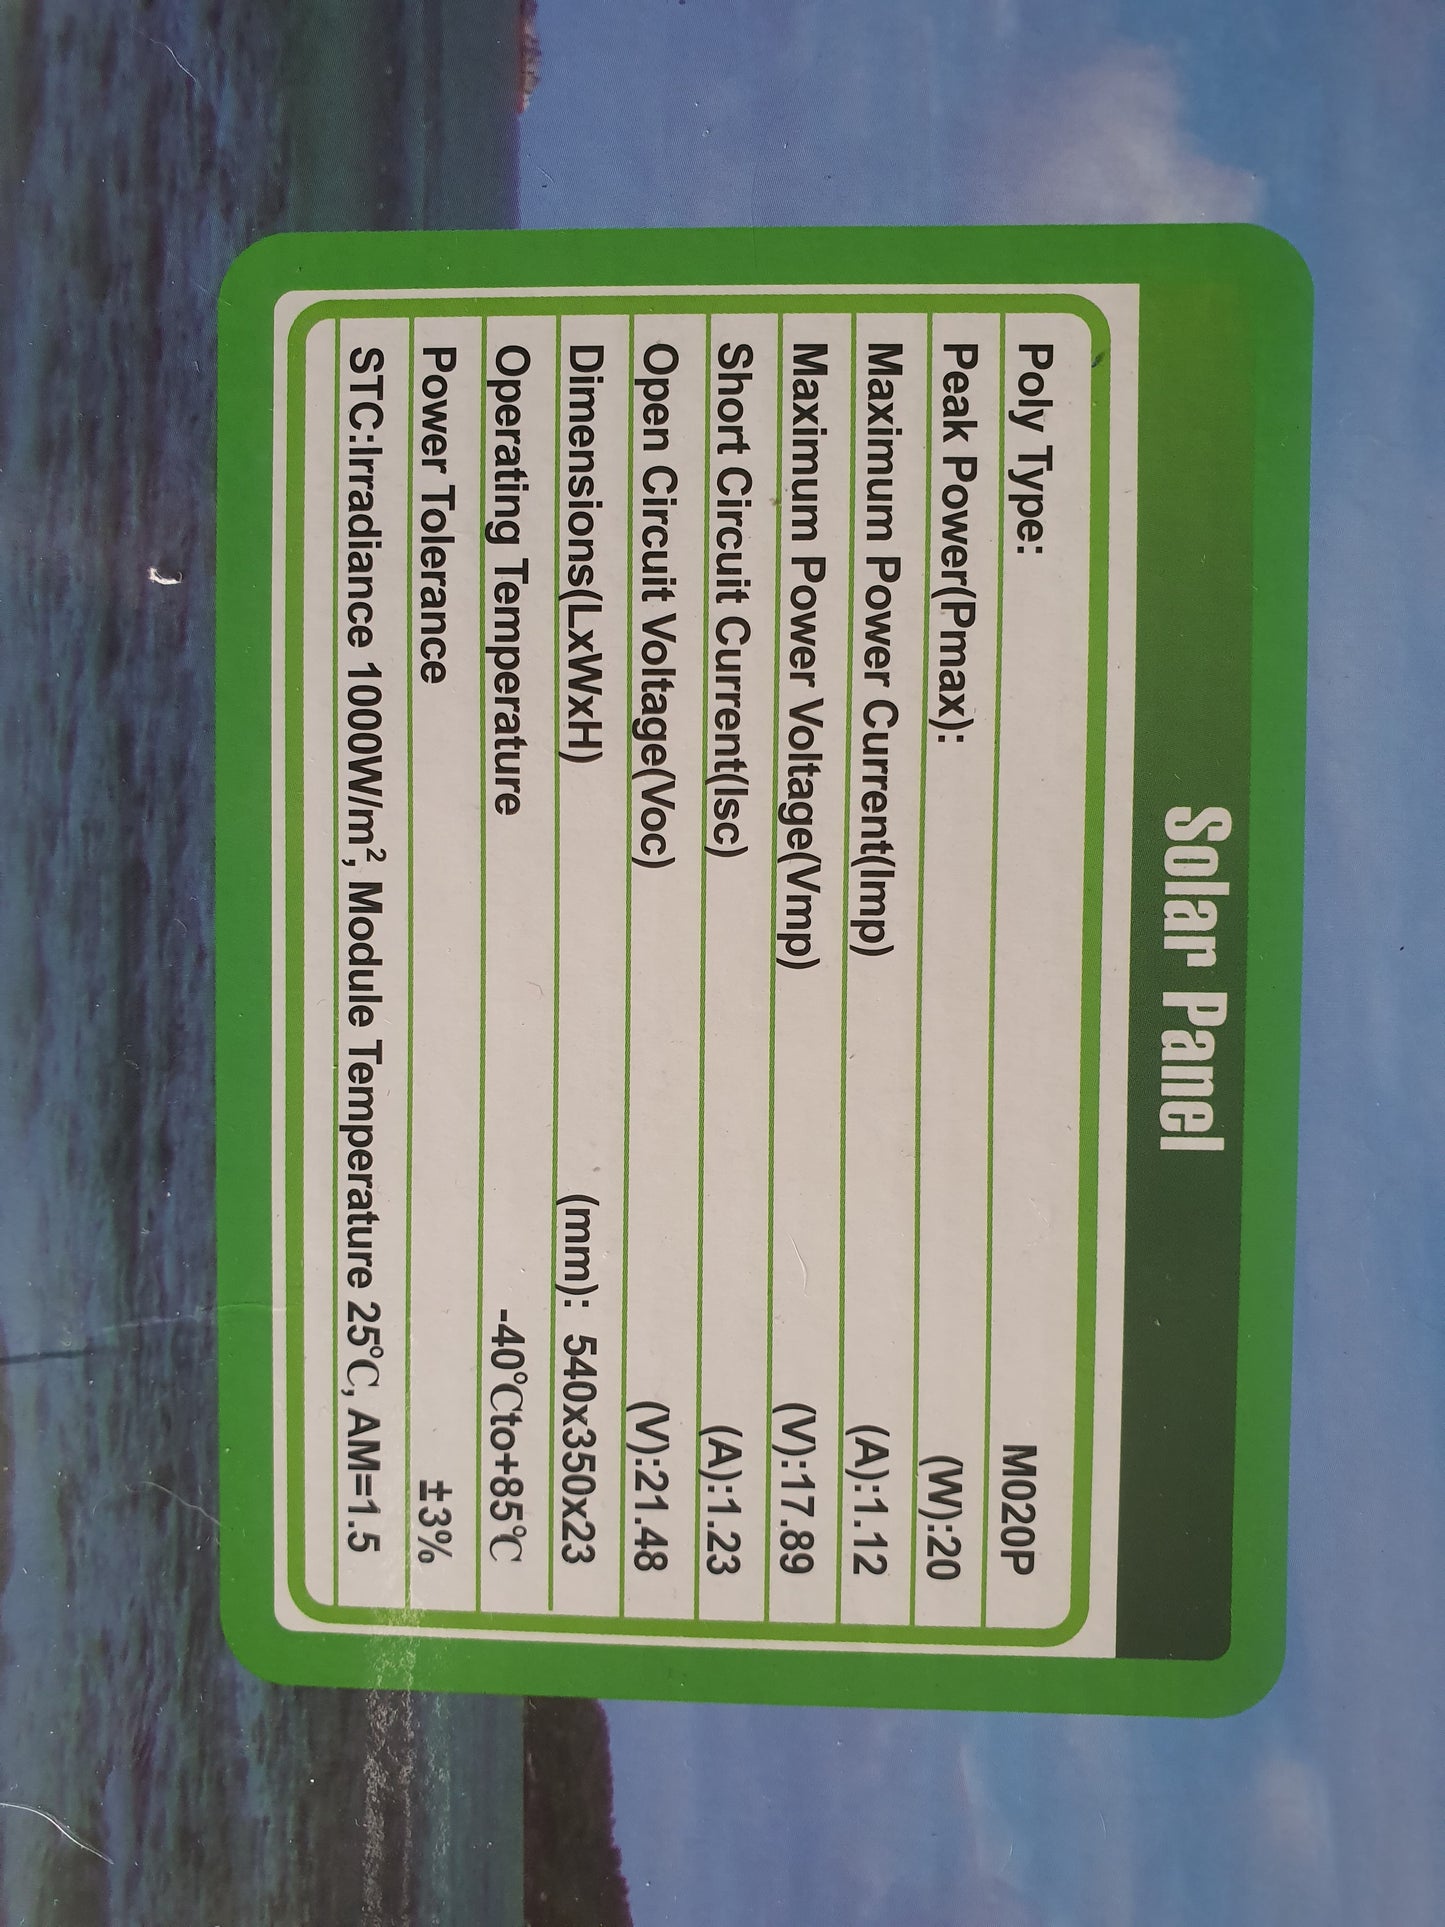 Solar Panel
Poly Type: M020P
Peak Power(Pmax): (W):20
Maximum Power Current(Imp) (A):1.12
Maximum Power Voltage(Vmp) (V):17.89
Short Circuit Current(Isc) (A):1.23
Open Circuit Voltage(Voc) (V):21.48
Dimensions(LxWxH) (mm): 540x350x23
Operating Temperature -40℃to+85℃
Power Tolerance ±3%
STC:Irradiance 1000W/m², Module Temperature 25℃, AM=1.5